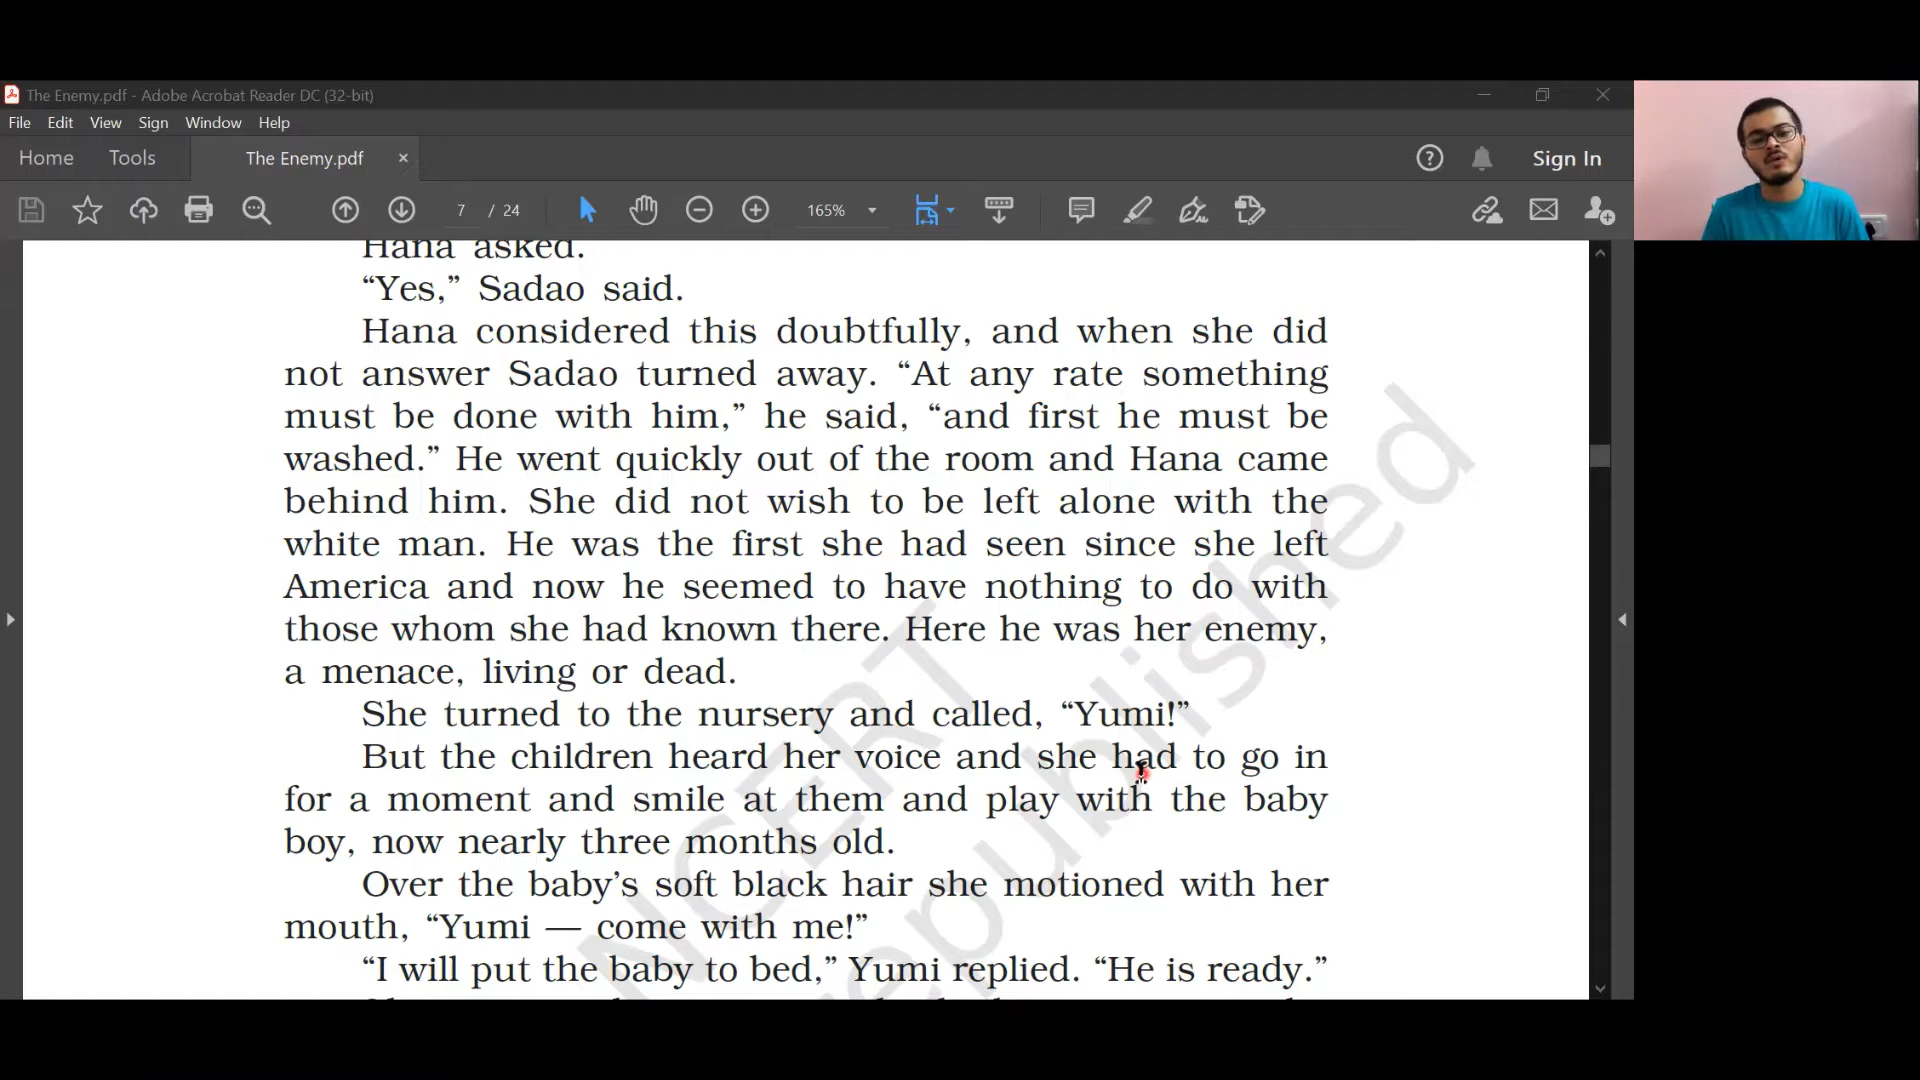 The Enemy.pdf - Adobe Acrobat Reader DC (32-bit)
File Edit View Sign Window Help
Home Tools The Enemy.pdf × Sign In
7 / 24 165%
Hana asked.
“Yes,” Sadao said.
Hana considered this doubtfully, and when she did
not answer Sadao turned away. “At any rate something
must be done with him,” he said, “and first he must be
washed.” He went quickly out of the room and Hana came
behind him. She did not wish to be left alone with the
white man. He was the first she had seen since she left
America and now he seemed to have nothing to do with
those whom she had known there. Here he was her enemy,
a menace, living or dead.
She turned to the nursery and called, “Yumi!”
But the children heard her voice and she had to go in
for a moment and smile at them and play with the baby
boy, now nearly three months old.
Over the baby’s soft black hair she motioned with her
mouth, “Yumi — come with me!”
“I will put the baby to bed,” Yumi replied. “He is ready.”
NCERT
republished